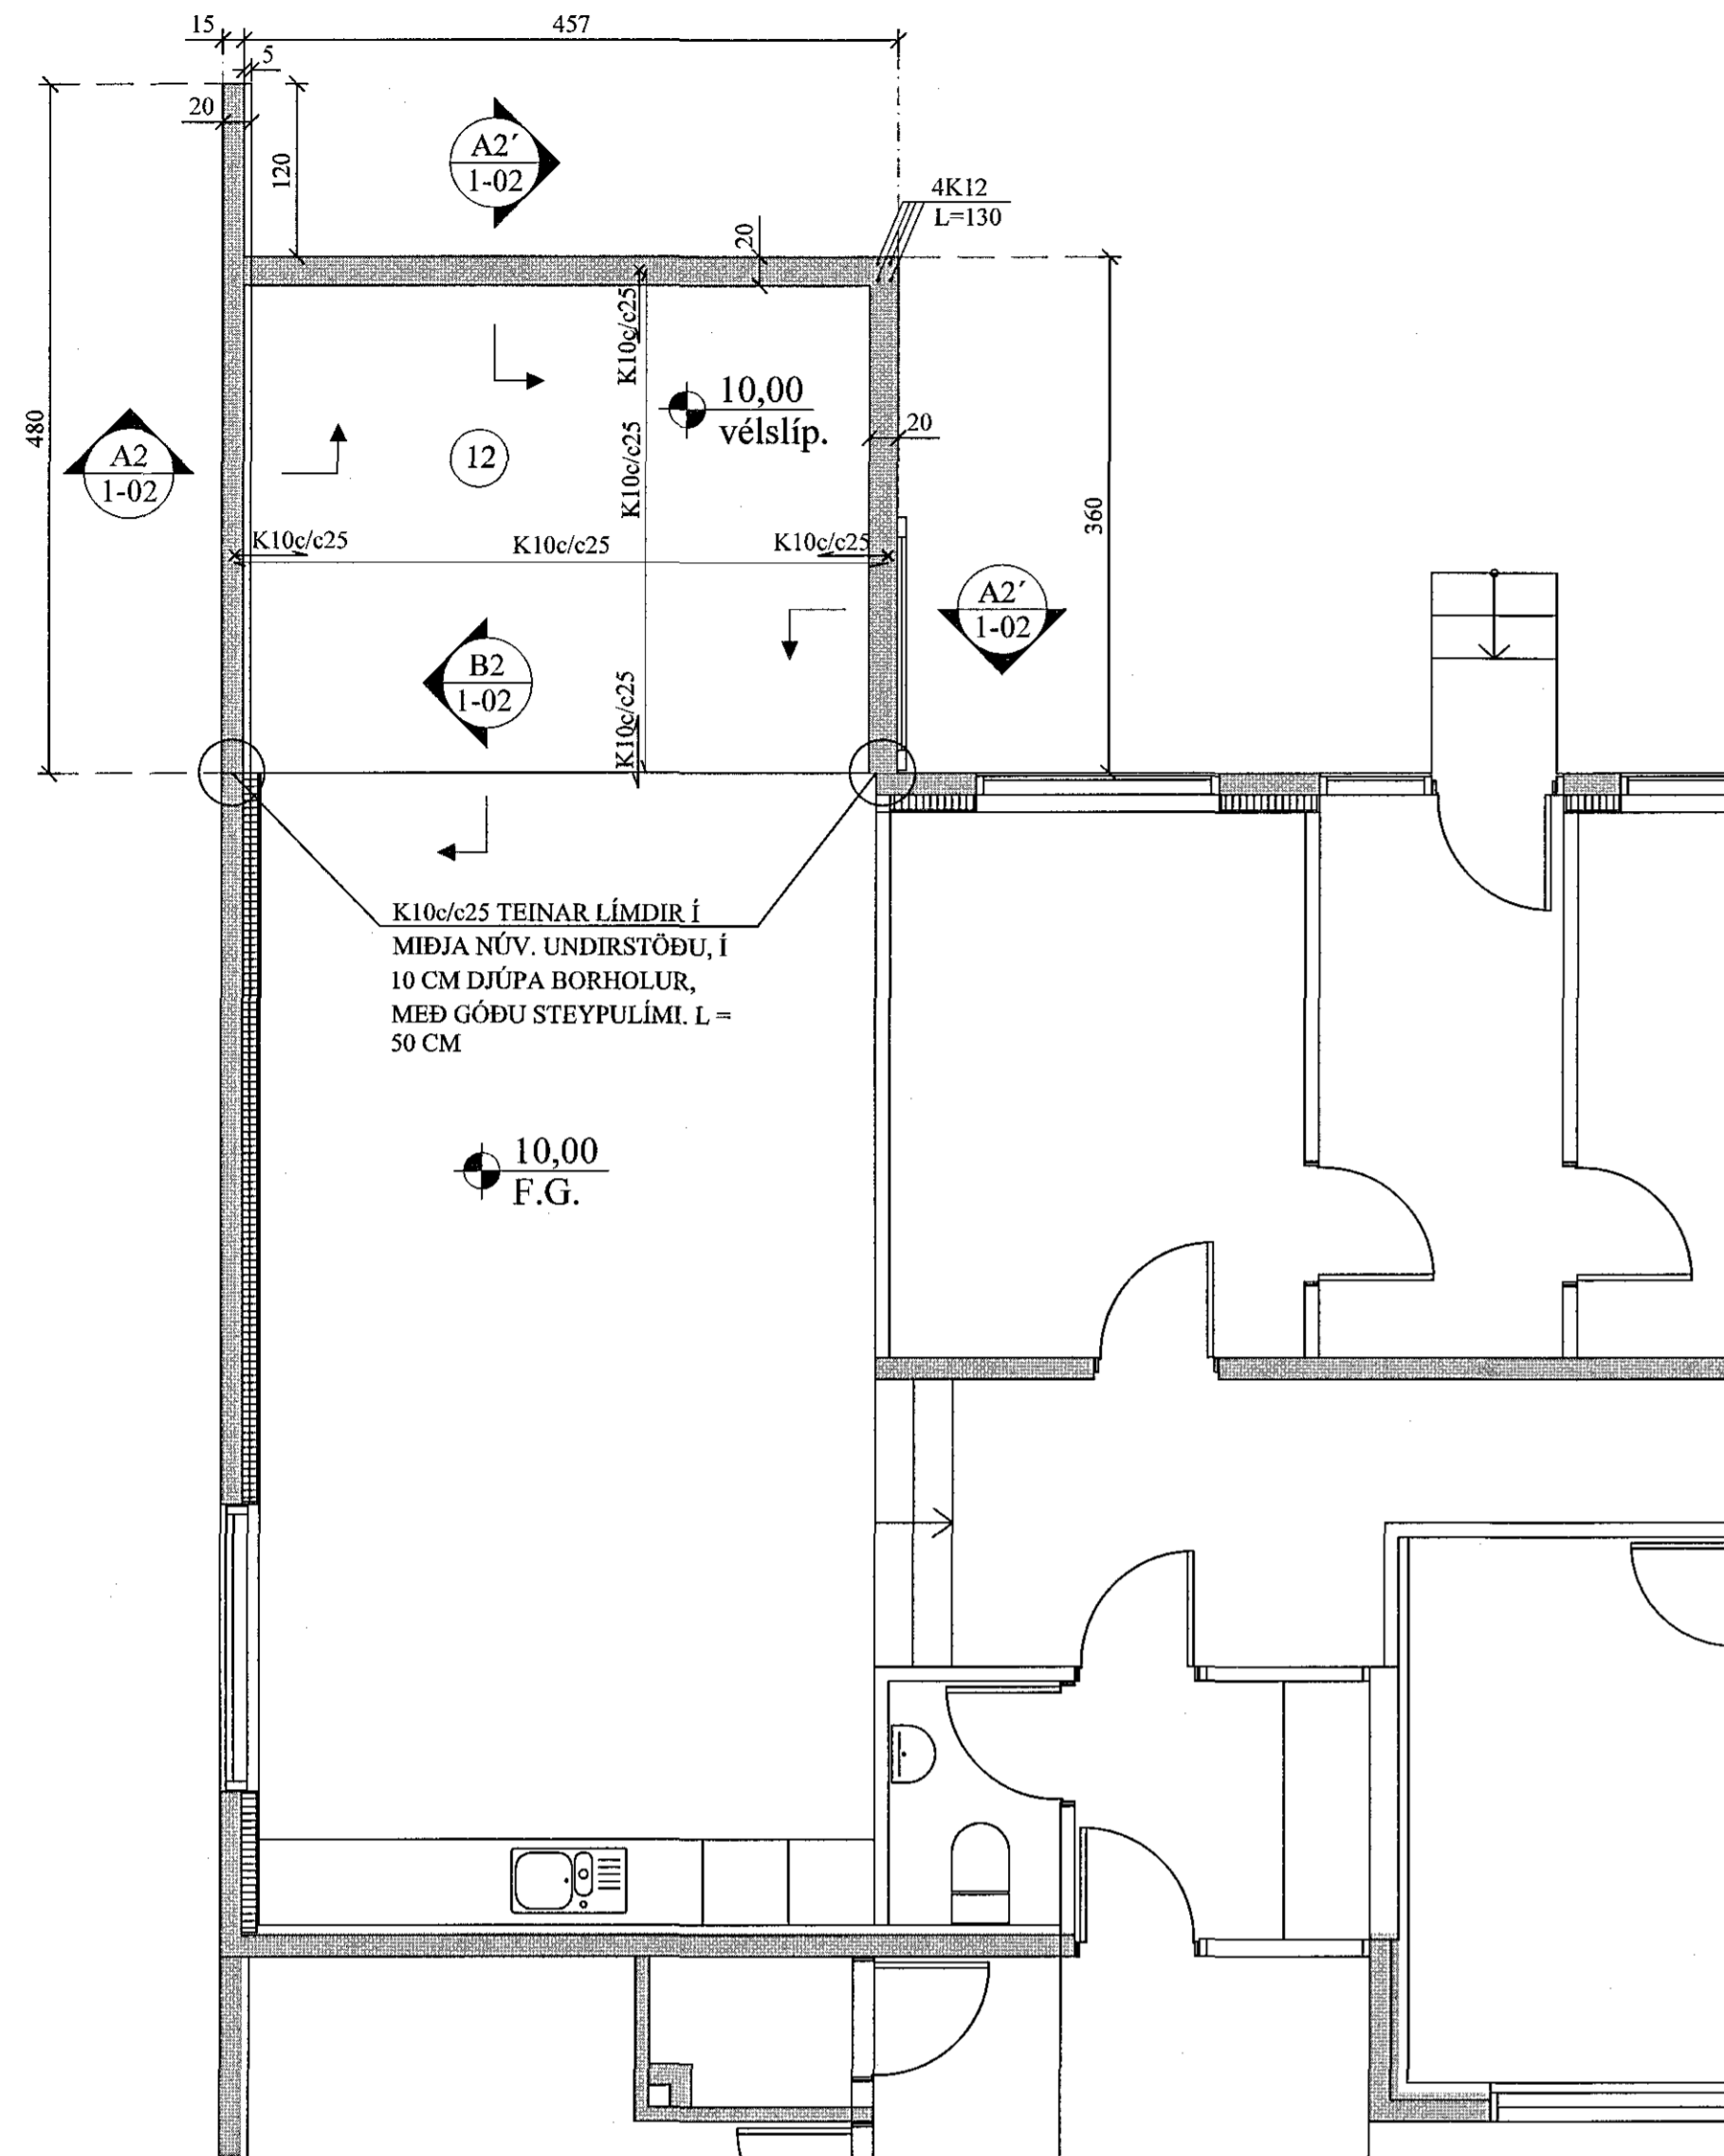 15
457
5
20
120
A2´
1-02
4K12
L=130
20
K10c/c25
10,00
vélslíp.
20
480
A2
1-02
12
K10c/c25
360
K10c/c25
K10c/c25
K10c/c25
A2´
1-02
B2
1-02
K10c/c25
K10c/c25 TEINAR LÍMDIR Í
MIÐJA NÚV. UNDIRSTÖÐU, Í
10 CM DJÚPA BORHOLUR,
MEÐ GÓÐU STEYPULÍMI. L =
50 CM
10,00
F.G.